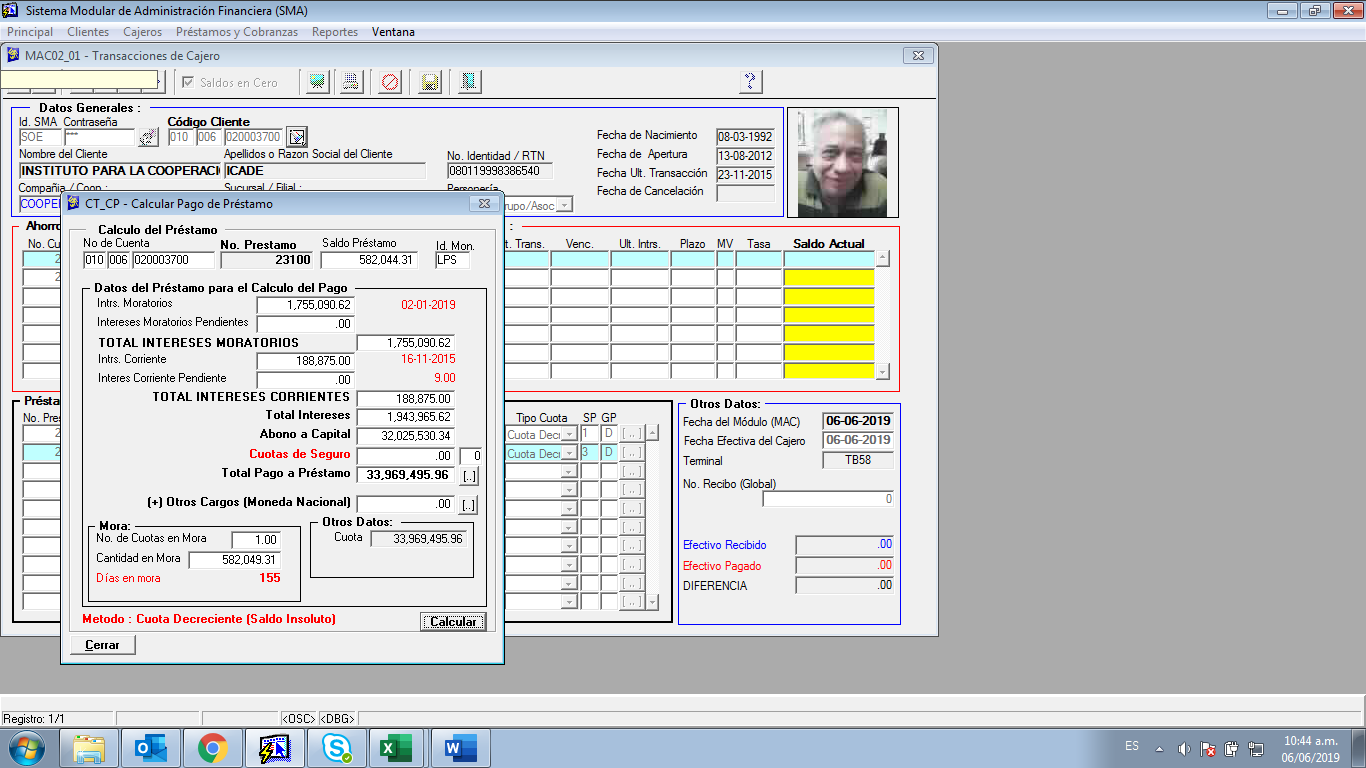 Sistema Modular de Administración Financiera (SMA)
Principal Clientes Cajeros Préstamos y Cobranzas Reportes Ventana
MAC02_01 - Transacciones de Cajero
Saldos en Cero
Datos Generales :
Id. SMA Contraseña Código Cliente
SOE *** 010 006 020003700
Nombre del Cliente Apellidos o Razon Social del Cliente No. Identidad / RTN
INSTITUTO PARA LA COOPERACI ICADE 080119998386540
Compañía / Coop : Sucursal / Filial : Personería
COOPE rupo/Asoc
Fecha de Nacimiento 08-03-1992
Fecha de Apertura 13-08-2012
Fecha Ult. Transacción 23-11-2015
Fecha de Cancelación
Ahorro :
No. Cu t. Trans. Venc. Ult. Intrs. Plazo MV Tasa Saldo Actual
2
2
CT_CP - Calcular Pago de Préstamo
Calculo del Préstamo
No de Cuenta No. Prestamo Saldo Préstamo Id. Mon.
010 006 020003700 23100 582,044.31 LPS
Datos del Préstamo para el Calculo del Pago
Intrs. Moratorios 1,755,090.62 02-01-2019
Intereses Moratorios Pendientes .00
TOTAL INTERESES MORATORIOS 1,755,090.62
Intrs. Corriente 188,875.00 16-11-2015
Interes Corriente Pendiente .00 9.00
TOTAL INTERESES CORRIENTES 188,875.00
Total Intereses 1,943,965.62
Abono a Capital 32,025,530.34
Cuotas de Seguro .00 0
Total Pago a Préstamo 33,969,495.96 [..]
(+) Otros Cargos (Moneda Nacional) .00 [..]
Mora:
No. de Cuotas en Mora 1.00
Cantidad en Mora 582,049.31
Días en mora 155
Otros Datos:
Cuota 33,969,495.96
Metodo : Cuota Decreciente (Saldo Insoluto)
Calcular
Cerrar
Présta
No. Pres Tipo Cuota SP GP
2 Cuota Decr 1 D [ .. ]
2 Cuota Decr 3 D [ .. ]
[ .. ]
[ .. ]
[ .. ]
[ .. ]
[ .. ]
[ .. ]
[ .. ]
[ .. ]
Otros Datos:
Fecha del Módulo (MAC) 06-06-2019
Fecha Efectiva del Cajero 06-06-2019
Terminal TB58
No. Recibo (Global)
0
Efectivo Recibido .00
Efectivo Pagado .00
DIFERENCIA .00
Registro: 1/1 <OSC> <DBG>
ES
10:44 a.m.
06/06/2019